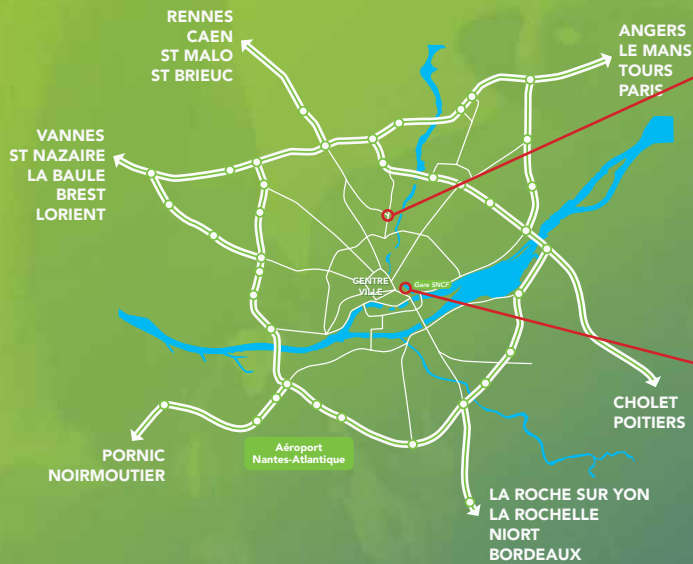 RENNES
CAEN
ST MALO
ST BRIEUC
ANGERS
LE MANS
TOURS
PARIS
VANNES
ST NAZAIRE
LA BAULE
BREST
LORIENT
CENTRE
VILLE
Gare SNCF
CHOLET
POITIERS
PORNIC
NOIRMOUTIER
Aéroport
Nantes-Atlantique
LA ROCHE SUR YON
LA ROCHELLE
NIORT
BORDEAUX